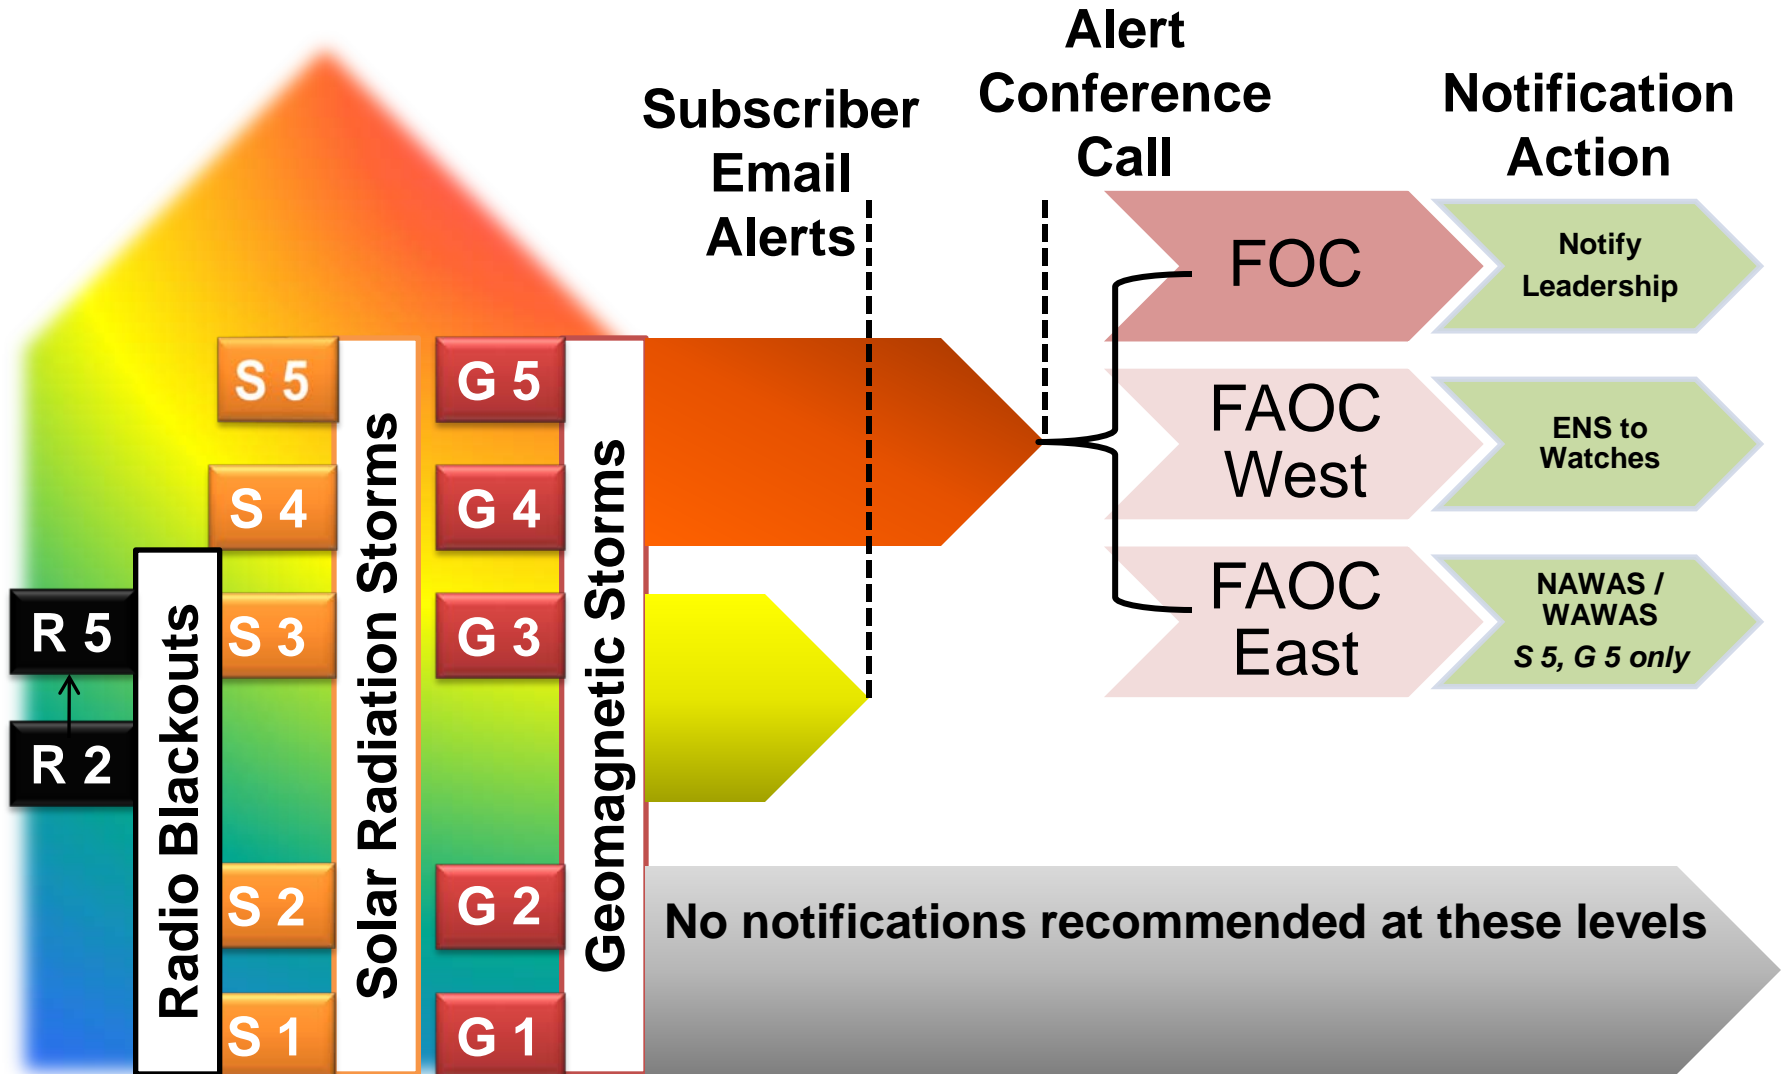 Subscriber
Email
Alerts
Alert
Conference
Call
Notification
Action
FOC
Notify
Leadership
FAOC
West
ENS to
Watches
FAOC
East
NAWAS /
WAWAS
S 5, G 5 only
R 5
R 2
Radio Blackouts
S 5
S 4
S 3
S 2
S 1
Solar Radiation Storms
G 5
G 4
G 3
G 2
G 1
Geomagnetic Storms
No notifications recommended at these levels